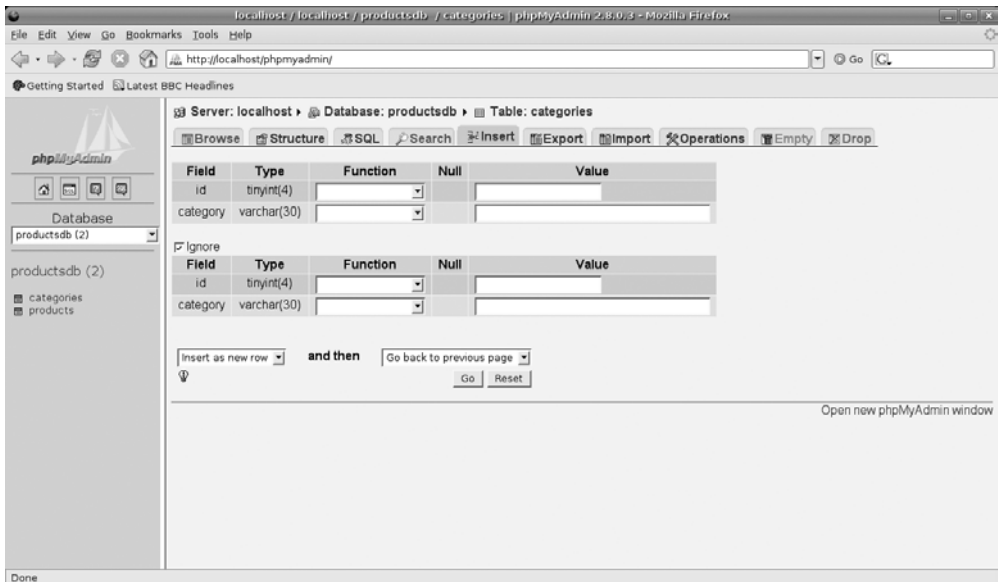 localhost / localhost / productsdb / categories | phpMyAdmin 2.8.0.3 - Mozilla Firefox
File Edit View Go Bookmarks Tools Help
http://localhost/phpmyadmin/ Go
Getting Started Latest BBC Headlines
phpMyAdmin
Database
productsdb (2)
productsdb (2)
categories
products
Server: localhost Database: productsdb Table: categories
Browse Structure SQL Search Insert Export Import Operations Empty Drop
Field Type Function Null Value
id tinyint(4)
category varchar(30)
Ignore
Field Type Function Null Value
id tinyint(4)
category varchar(30)
Insert as new row and then Go back to previous page
Go Reset
Open new phpMyAdmin window
Done